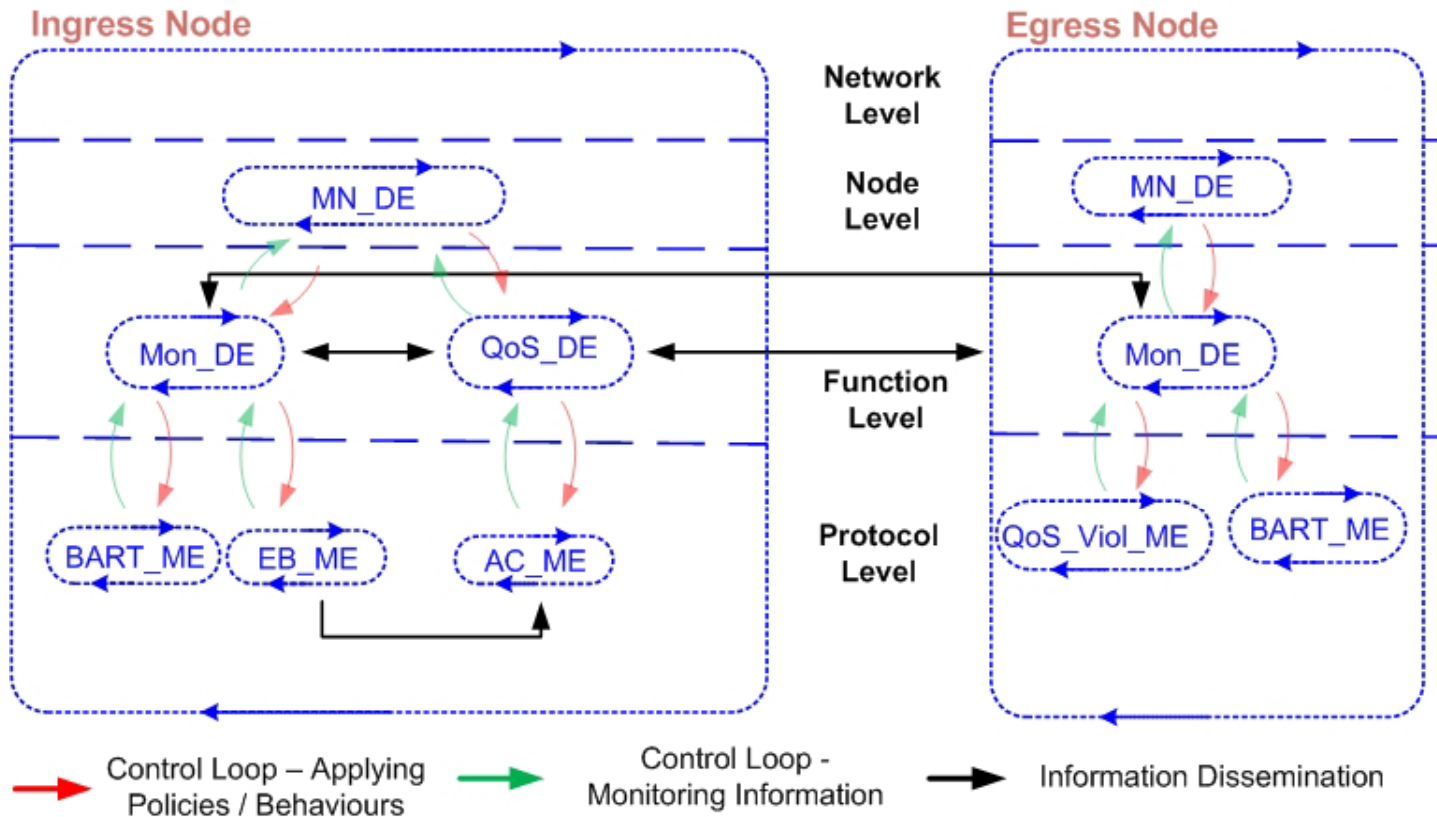 Ingress Node
Egress Node
Network
Level
MN_DE
Node
Level
MN_DE
Mon_DE
QoS_DE
Function
Level
Mon_DE
BART_ME
EB_ME
AC_ME
Protocol
Level
QoS_Viol_ME
BART_ME
Control Loop – Applying
Policies / Behaviours
Control Loop -
Monitoring Information
Information Dissemination